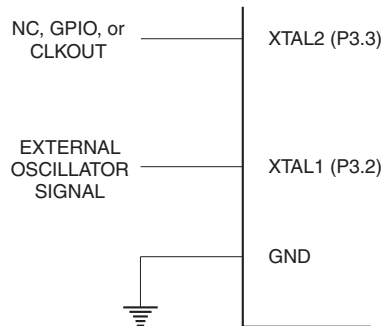 NC, GPIO, or
CLKOUT
XTAL2 (P3.3)
EXTERNAL
OSCILLATOR
SIGNAL
XTAL1 (P3.2)
GND